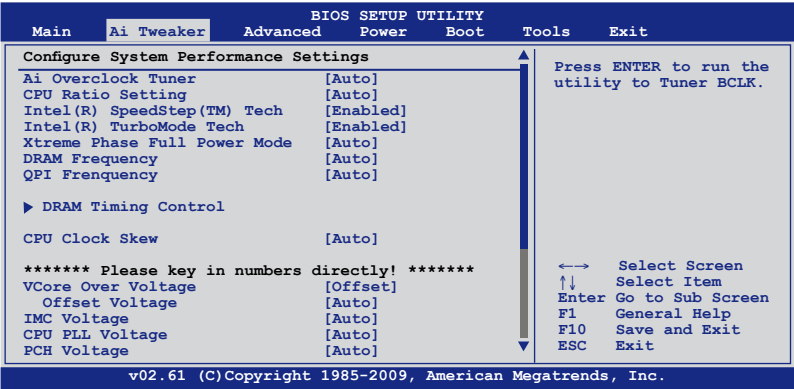 BIOS SETUP UTILITY
Main Ai Tweaker Advanced Power Boot Tools Exit
Configure System Performance Settings
Ai Overclock Tuner [Auto]
CPU Ratio Setting [Auto]
Intel(R) SpeedStep(TM) Tech [Enabled]
Intel(R) TurboMode Tech [Enabled]
Xtreme Phase Full Power Mode [Auto]
DRAM Frequency [Auto]
QPI Frenquency [Auto]
DRAM Timing Control
CPU Clock Skew [Auto]
******* Please key in numbers directly! *******
VCore Over Voltage [Offset]
Offset Voltage [Auto]
IMC Voltage [Auto]
CPU PLL Voltage [Auto]
PCH Voltage [Auto]
Press ENTER to run the
utility to Tuner BCLK.
←→ Select Screen
↑↓ Select Item
Enter Go to Sub Screen
F1 General Help
F10 Save and Exit
ESC Exit
v02.61 (C)Copyright 1985-2009, American Megatrends, Inc.